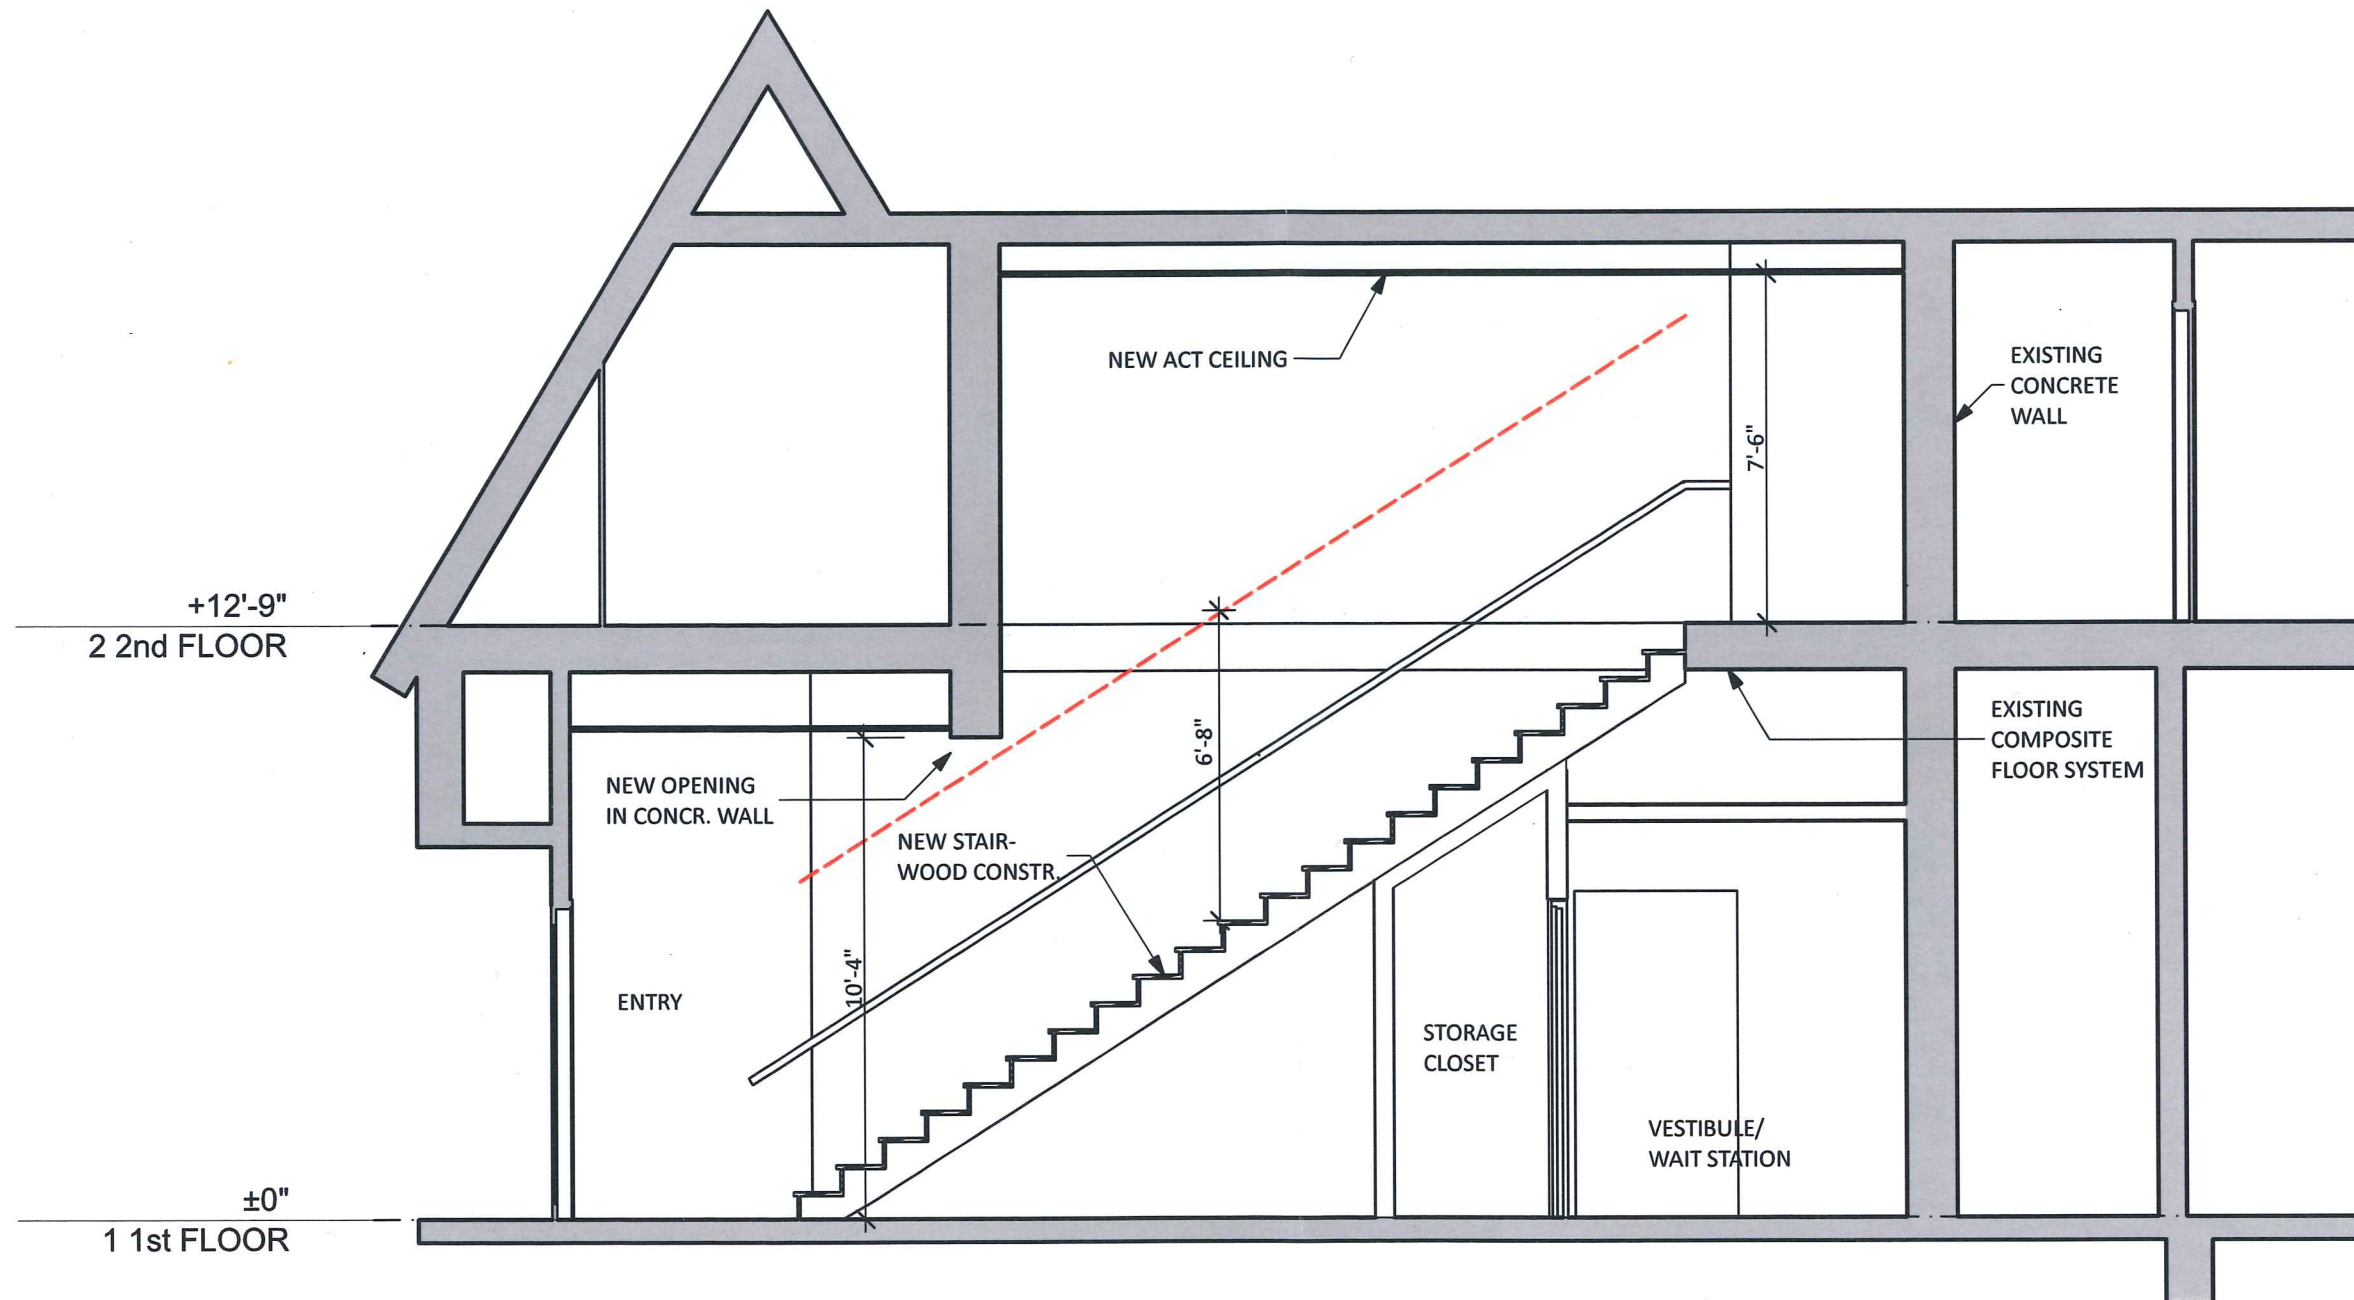 NEW ACT CEILING
7'-6"
EXISTING
CONCRETE
WALL
+12'-9"
2 2nd FLOOR
6'-8"
EXISTING
COMPOSITE
FLOOR SYSTEM
NEW OPENING
IN CONCR. WALL
NEW STAIR-
WOOD CONSTR.
10'-4"
ENTRY
STORAGE
CLOSET
VESTIBULE/
WAIT STATION
±0"
1 1st FLOOR